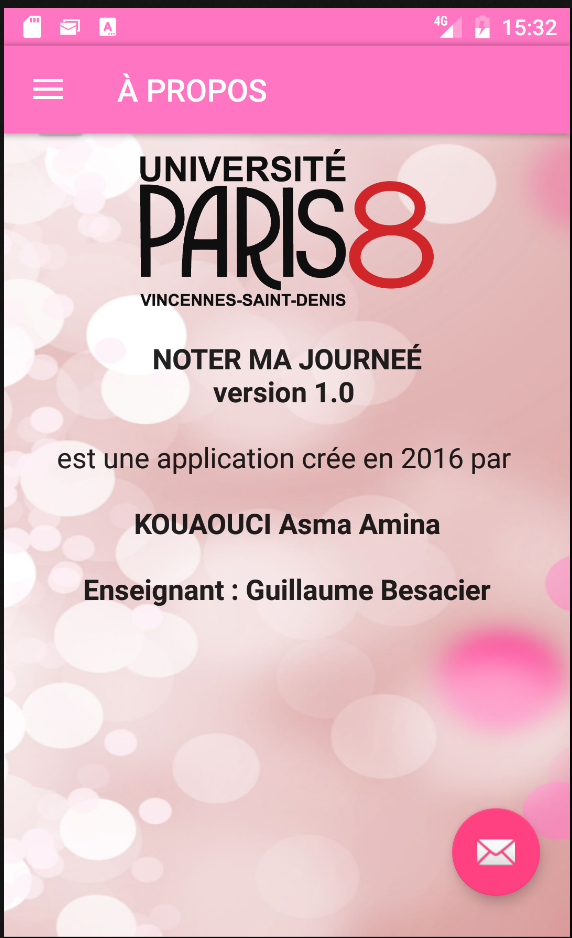 4G 15:32
À PROPOS
UNIVERSITÉ
PARIS8
VINCENNES-SAINT-DENIS
NOTER MA JOURNEÉ
version 1.0
est une application crée en 2016 par
KOUAOUCI Asma Amina
Enseignant : Guillaume Besacier